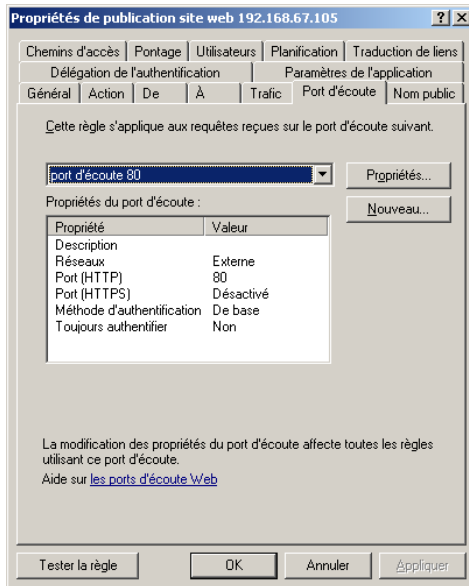 Propriétés de publication site web 192.168.67.105
Chemins d'accès Pontage Utilisateurs Planification Traduction de liens
Délégation de l'authentification Paramètres de l'application
Général Action De À Trafic Port d'écoute Nom public
Cette règle s'applique aux requêtes reçues sur le port d'écoute suivant.
port d'écoute 80 Propriétés...
Propriétés du port d'écoute :
Nouveau...
Propriété Valeur
Description
Réseaux Externe
Port (HTTP) 80
Port (HTTPS) Désactivé
Méthode d'authentification De base
Toujours authentifier Non
La modification des propriétés du port d'écoute affecte toutes les règles
utilisant ce port d'écoute.
Aide sur les ports d'écoute Web
Tester la règle OK Annuler Appliquer